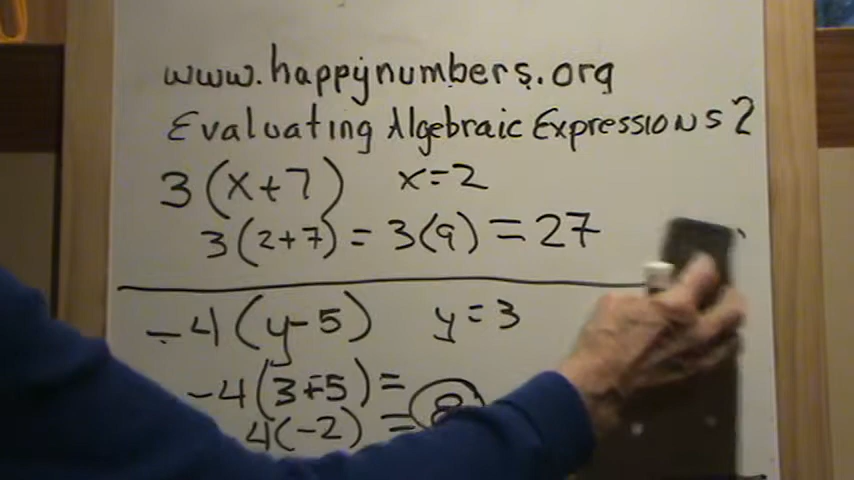 www.happynumbers.org
Evaluating Algebraic Expressions 2
3(x+7) x=2
3(2+7) = 3(9) = 27
-4(y-5) y=3
-4(3+-5)=
4(-2) = 8